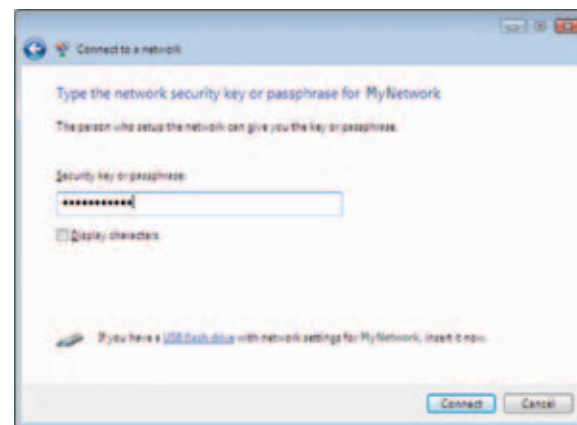 Connect to a network
Type the network security key or passphrase for MyNetwork
The person who setup the network can give you the key or passphrase.
Security key or passphrase:
•••••••••••
Display characters
If you have a USB flash drive with network settings for MyNetwork, insert it now.
Connect Cancel